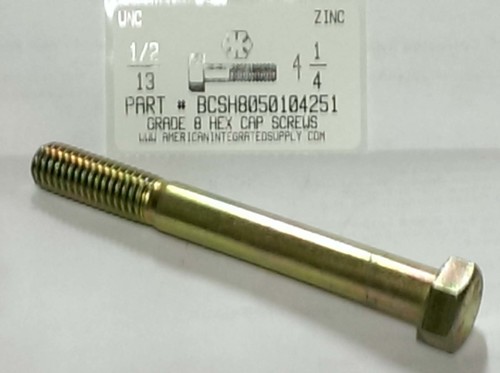 UNC ZINC
1/2
13
4 1/4
PART # BCSH8050104251
GRADE 8 HEX CAP SCREWS
WWW.AMERICANINTEGRATEDSUPPLY.COM